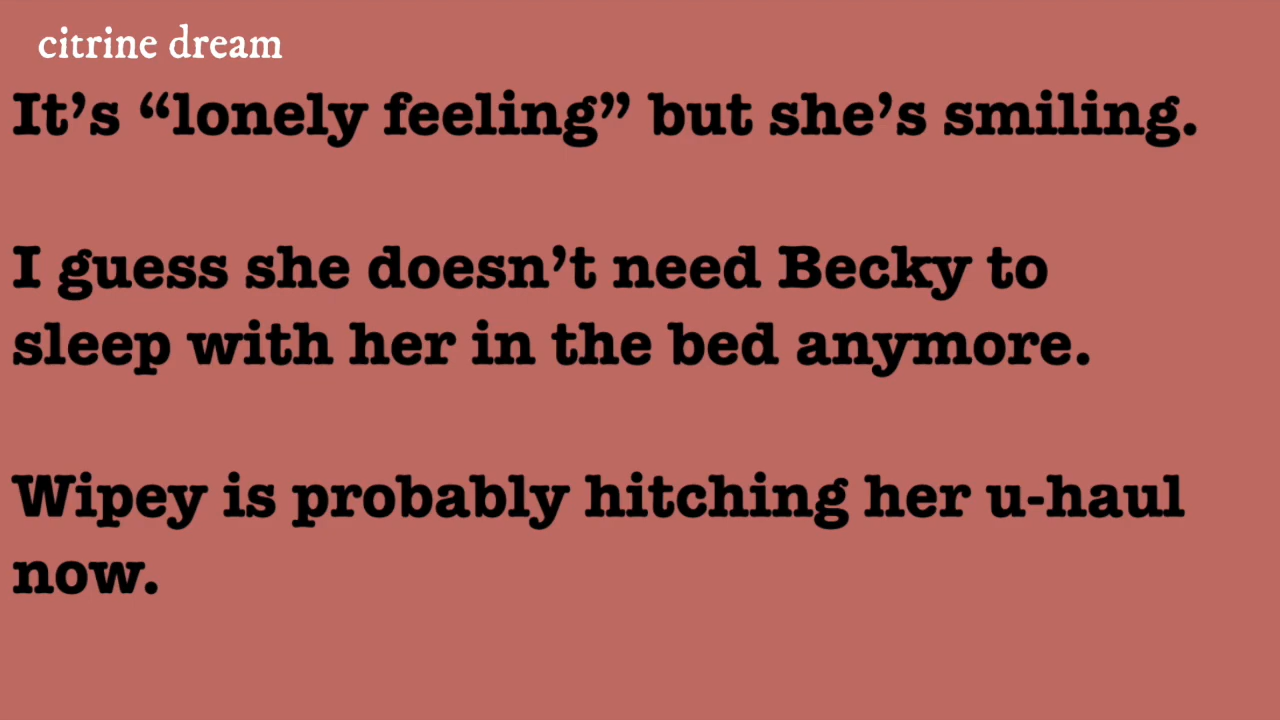 citrine dream
It’s “lonely feeling” but she’s smiling.
I guess she doesn’t need Becky to
sleep with her in the bed anymore.
Wipey is probably hitching her u-haul
now.